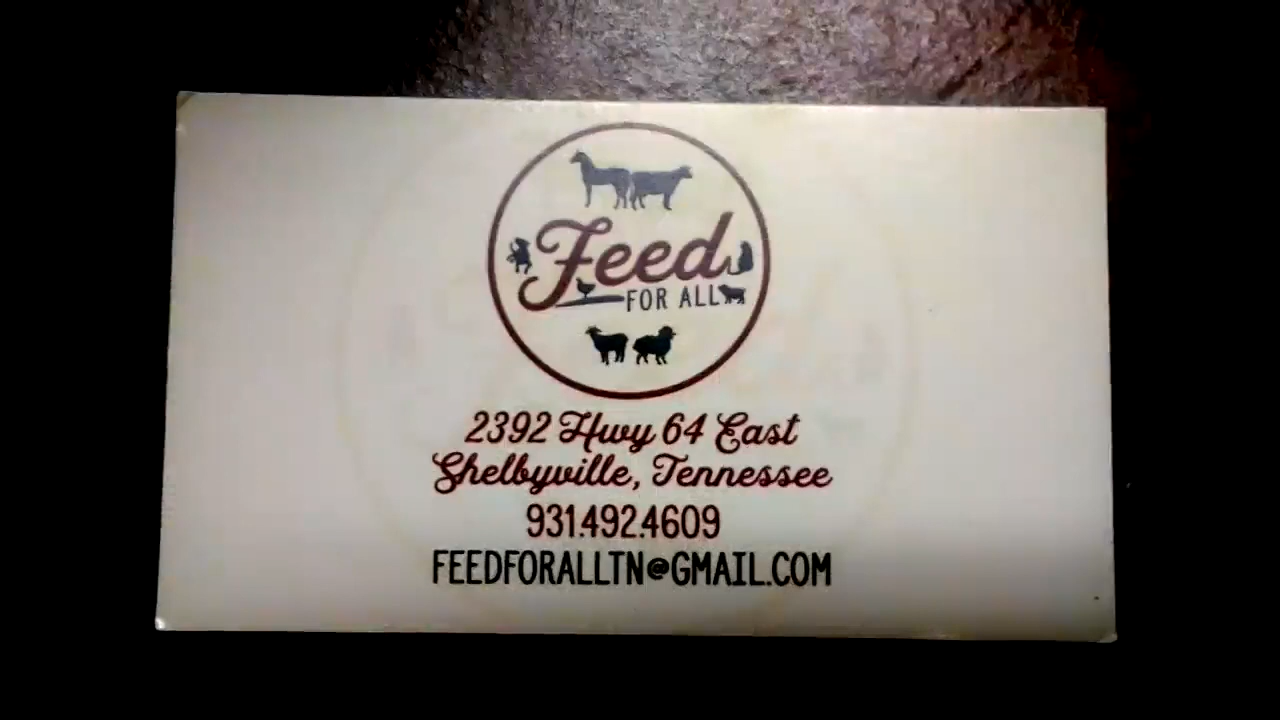 Feed
FOR ALL
2392 Hwy 64 East
Shelbyville, Tennessee
931.492.4609
FEEDFORALLTN@GMAIL.COM